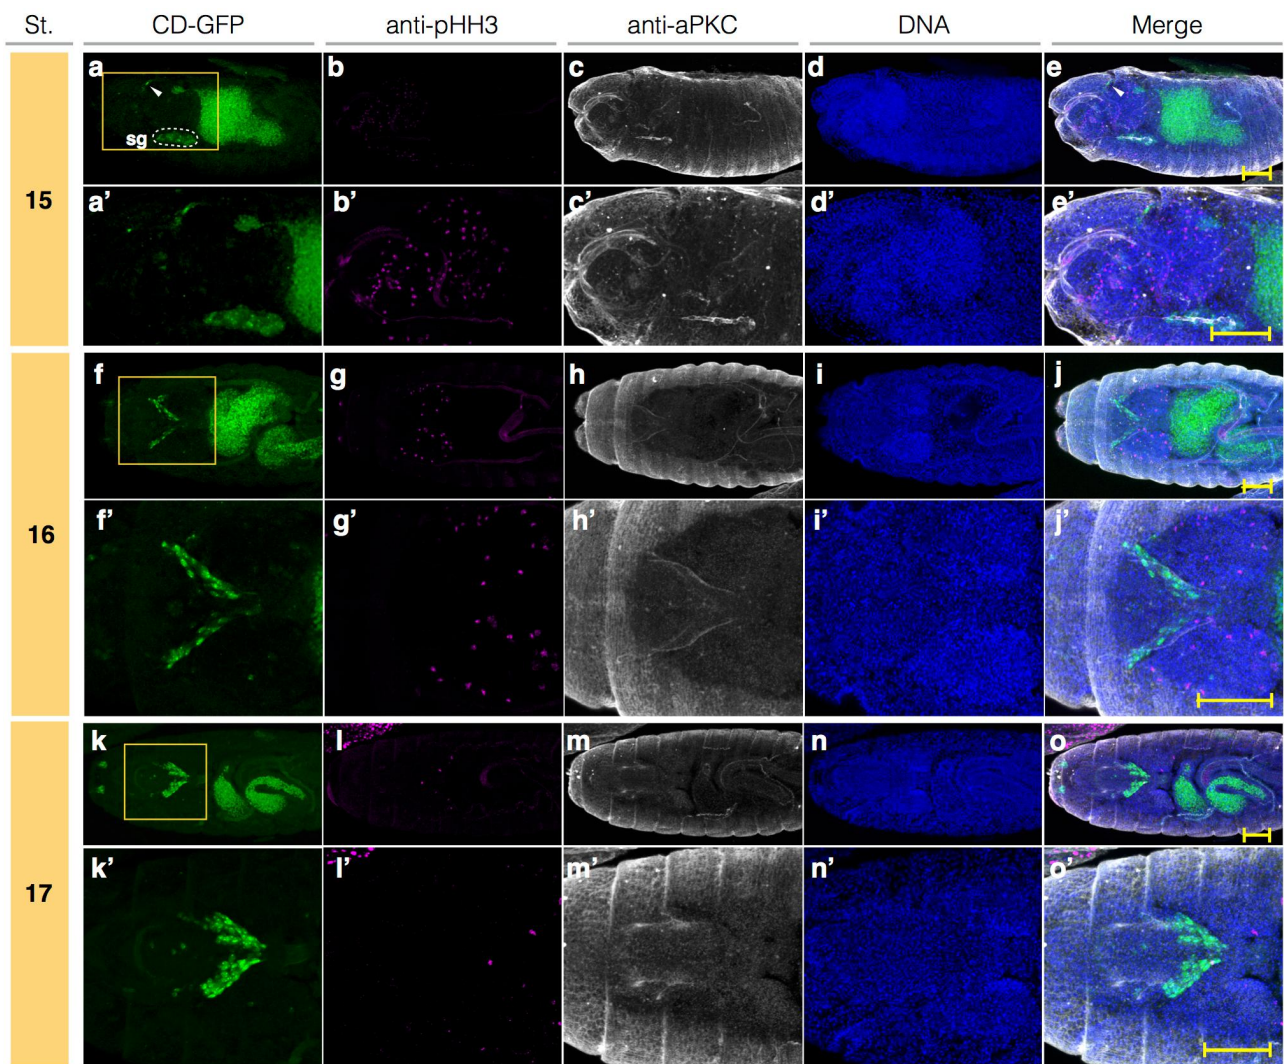 St. CD-GFP anti-pHH3 anti-aPKC DNA Merge
a b c d e
sg
15
a' b' c' d' e'
f g h i j
16
f' g' h' i' j'
k l m n o
17
k' l' m' n' o'